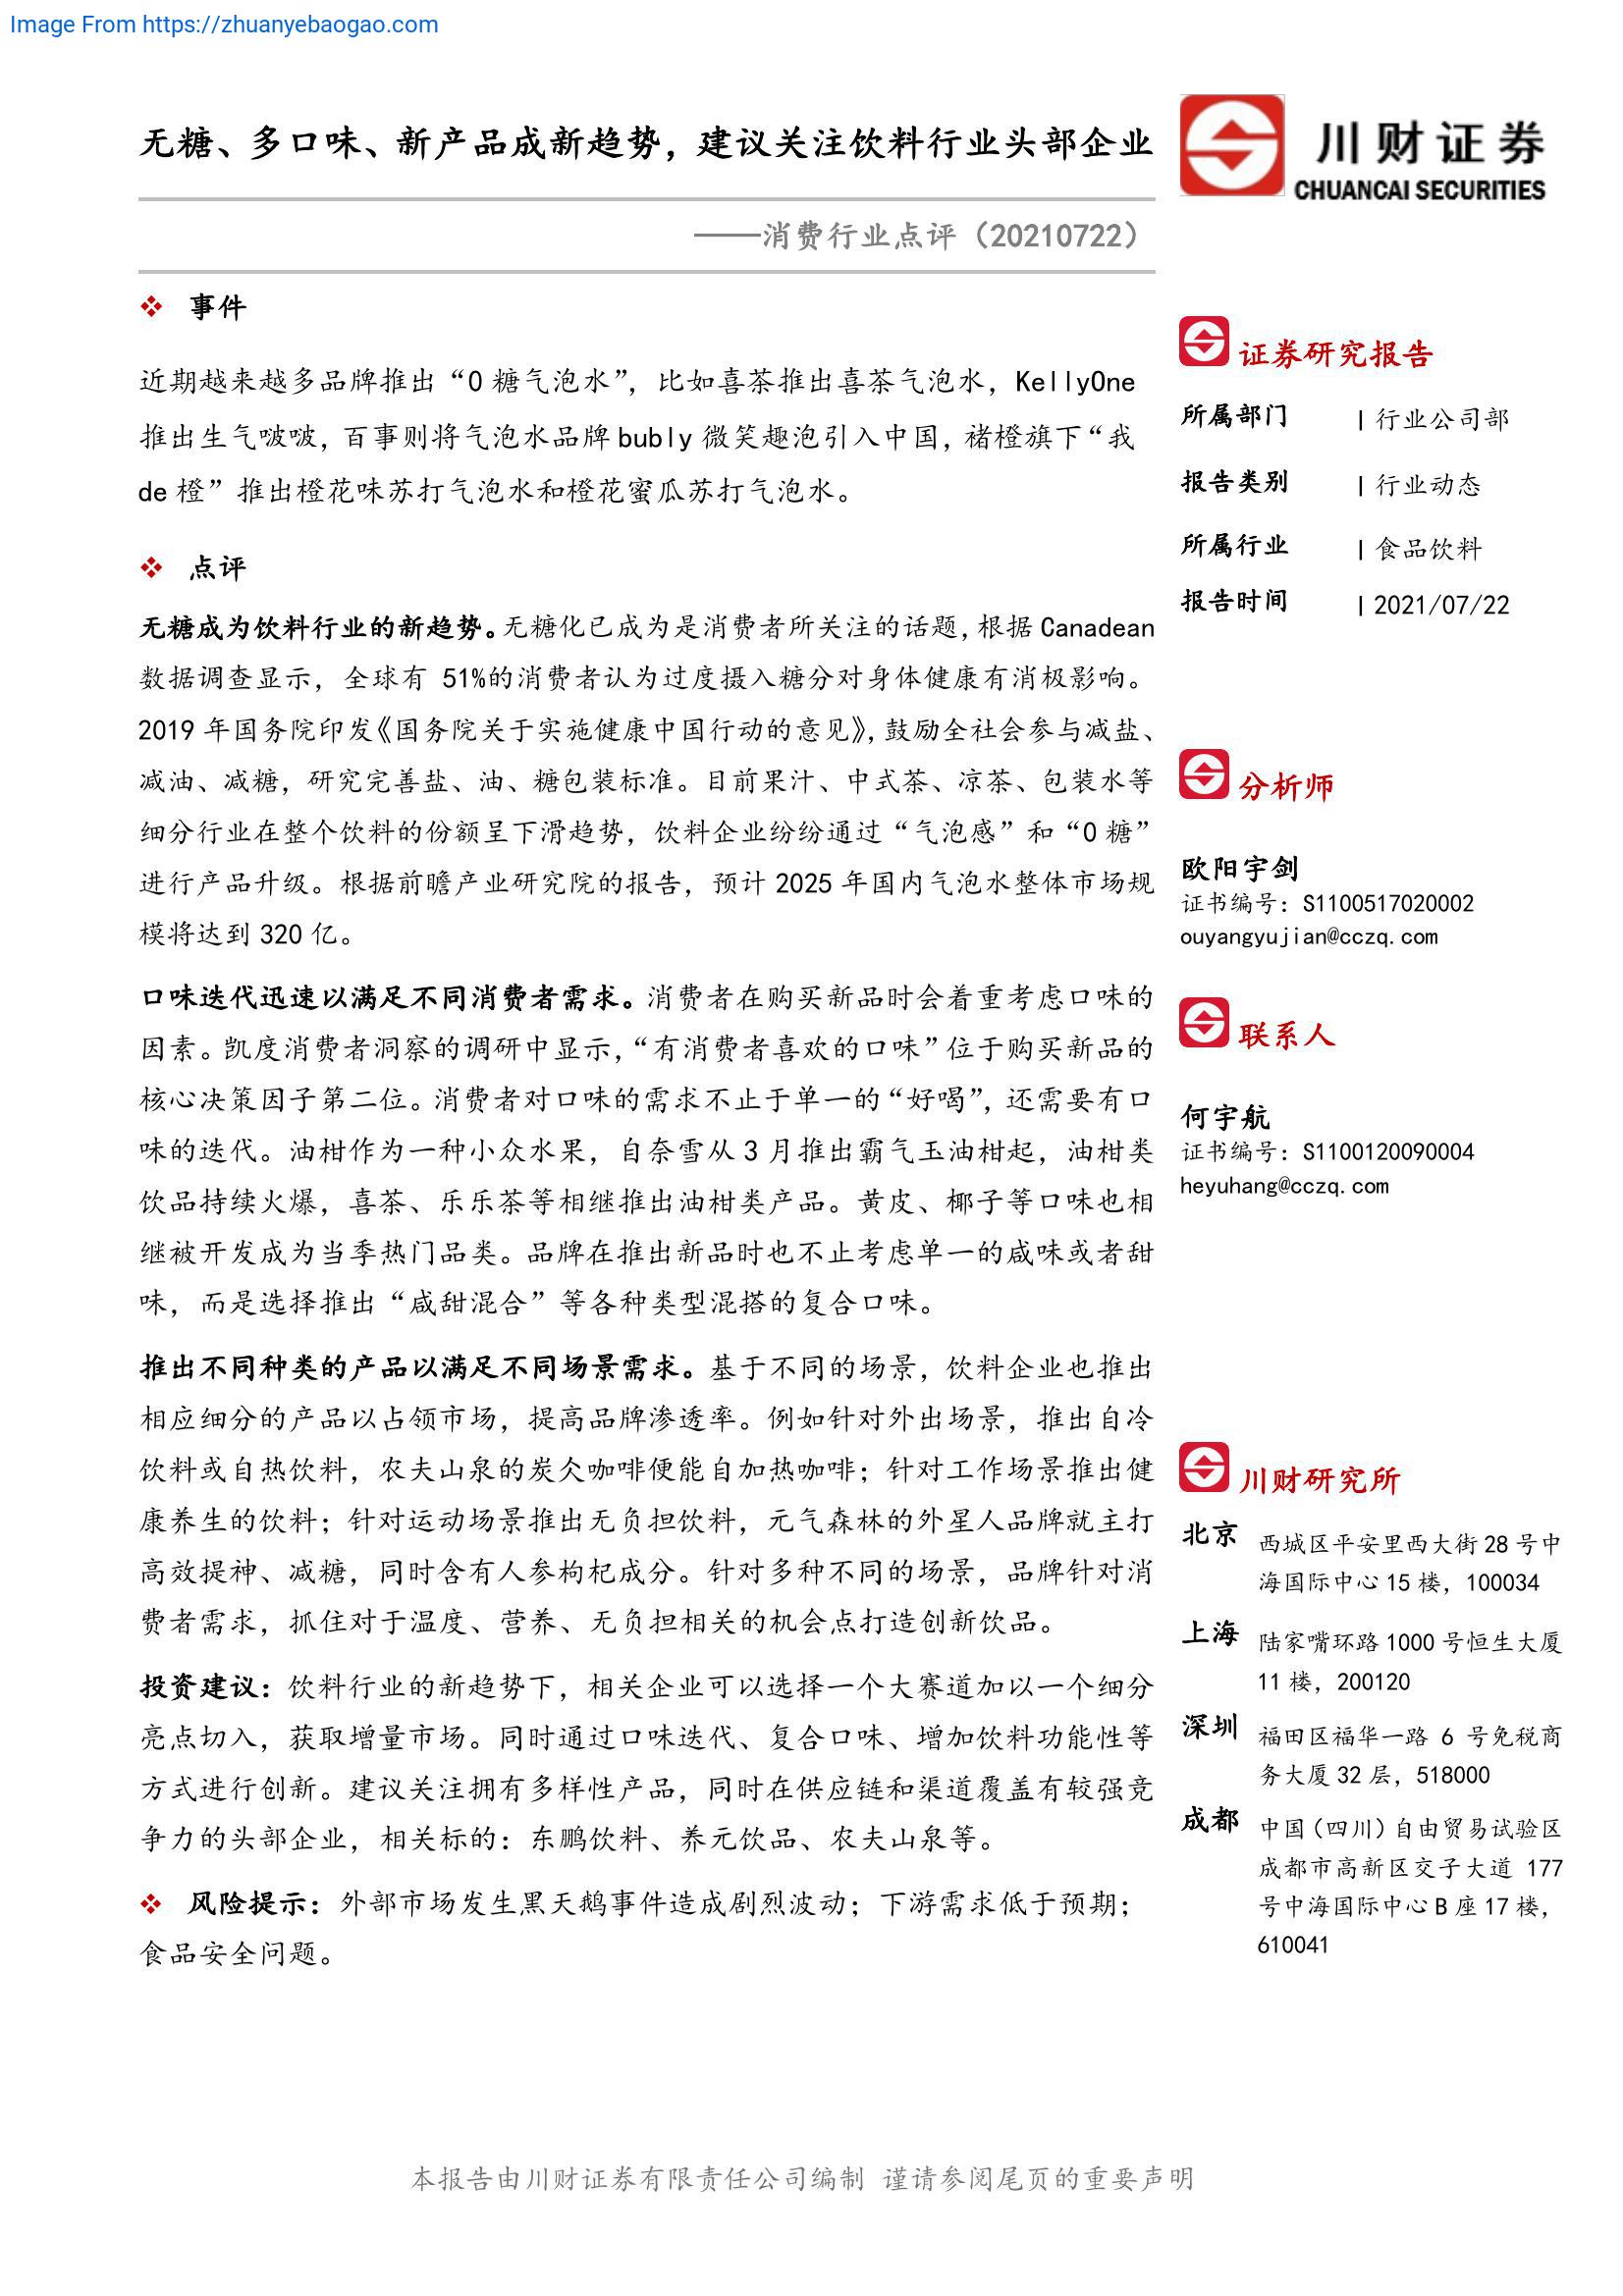 Image From https://zhuanyebaogao.com
无糖、多口味、新产品成新趋势，建议关注饮料行业头部企业
——消费行业点评（20210722）
❖ 事件
近期越来越多品牌推出“0 糖气泡水”，比如喜茶推出喜茶气泡水，KellyOne
推出生气啵啵，百事则将气泡水品牌 bubly 微笑趣泡引入中国，褚橙旗下“我
de 橙”推出橙花味苏打气泡水和橙花蜜瓜苏打气泡水。
❖ 点评
无糖成为饮料行业的新趋势。无糖化已成为是消费者所关注的话题，根据 Canadean
数据调查显示，全球有 51%的消费者认为过度摄入糖分对身体健康有消极影响。
2019 年国务院印发《国务院关于实施健康中国行动的意见》，鼓励全社会参与减盐、
减油、减糖，研究完善盐、油、糖包装标准。目前果汁、中式茶、凉茶、包装水等
细分行业在整个饮料的份额呈下滑趋势，饮料企业纷纷通过“气泡感”和“0 糖”
进行产品升级。根据前瞻产业研究院的报告，预计 2025 年国内气泡水整体市场规
模将达到 320 亿。
口味迭代迅速以满足不同消费者需求。消费者在购买新品时会着重考虑口味的
因素。凯度消费者洞察的调研中显示，“有消费者喜欢的口味”位于购买新品的
核心决策因子第二位。消费者对口味的需求不止于单一的“好喝”，还需要有口
味的迭代。油柑作为一种小众水果，自奈雪从 3 月推出霸气玉油柑起，油柑类
饮品持续火爆，喜茶、乐乐茶等相继推出油柑类产品。黄皮、椰子等口味也相
继被开发成为当季热门品类。品牌在推出新品时也不止考虑单一的咸味或者甜
味，而是选择推出“咸甜混合”等各种类型混搭的复合口味。
推出不同种类的产品以满足不同场景需求。基于不同的场景，饮料企业也推出
相应细分的产品以占领市场，提高品牌渗透率。例如针对外出场景，推出自冷
饮料或自热饮料，农夫山泉的炭仌咖啡便能自加热咖啡；针对工作场景推出健
康养生的饮料；针对运动场景推出无负担饮料，元气森林的外星人品牌就主打
高效提神、减糖，同时含有人参枸杞成分。针对多种不同的场景，品牌针对消
费者需求，抓住对于温度、营养、无负担相关的机会点打造创新饮品。
投资建议：饮料行业的新趋势下，相关企业可以选择一个大赛道加以一个细分
亮点切入，获取增量市场。同时通过口味迭代、复合口味、增加饮料功能性等
方式进行创新。建议关注拥有多样性产品，同时在供应链和渠道覆盖有较强竞
争力的头部企业，相关标的：东鹏饮料、养元饮品、农夫山泉等。
❖ 风险提示：外部市场发生黑天鹅事件造成剧烈波动；下游需求低于预期；
食品安全问题。
川财证券
CHUANCAI SECURITIES
证券研究报告
所属部门 | 行业公司部
报告类别 | 行业动态
所属行业 | 食品饮料
报告时间 | 2021/07/22
分析师
欧阳宇剑
证书编号：S1100517020002
ouyangyujian@cczq.com
联系人
何宇航
证书编号：S1100120090004
heyuhang@cczq.com
川财研究所
北京 西城区平安里西大街 28 号中
海国际中心 15 楼，100034
上海 陆家嘴环路 1000 号恒生大厦
11 楼，200120
深圳 福田区福华一路 6 号免税商
务大厦 32 层，518000
成都 中国（四川）自由贸易试验区
成都市高新区交子大道 177
号中海国际中心 B 座 17 楼，
610041
本报告由川财证券有限责任公司编制 谨请参阅尾页的重要声明